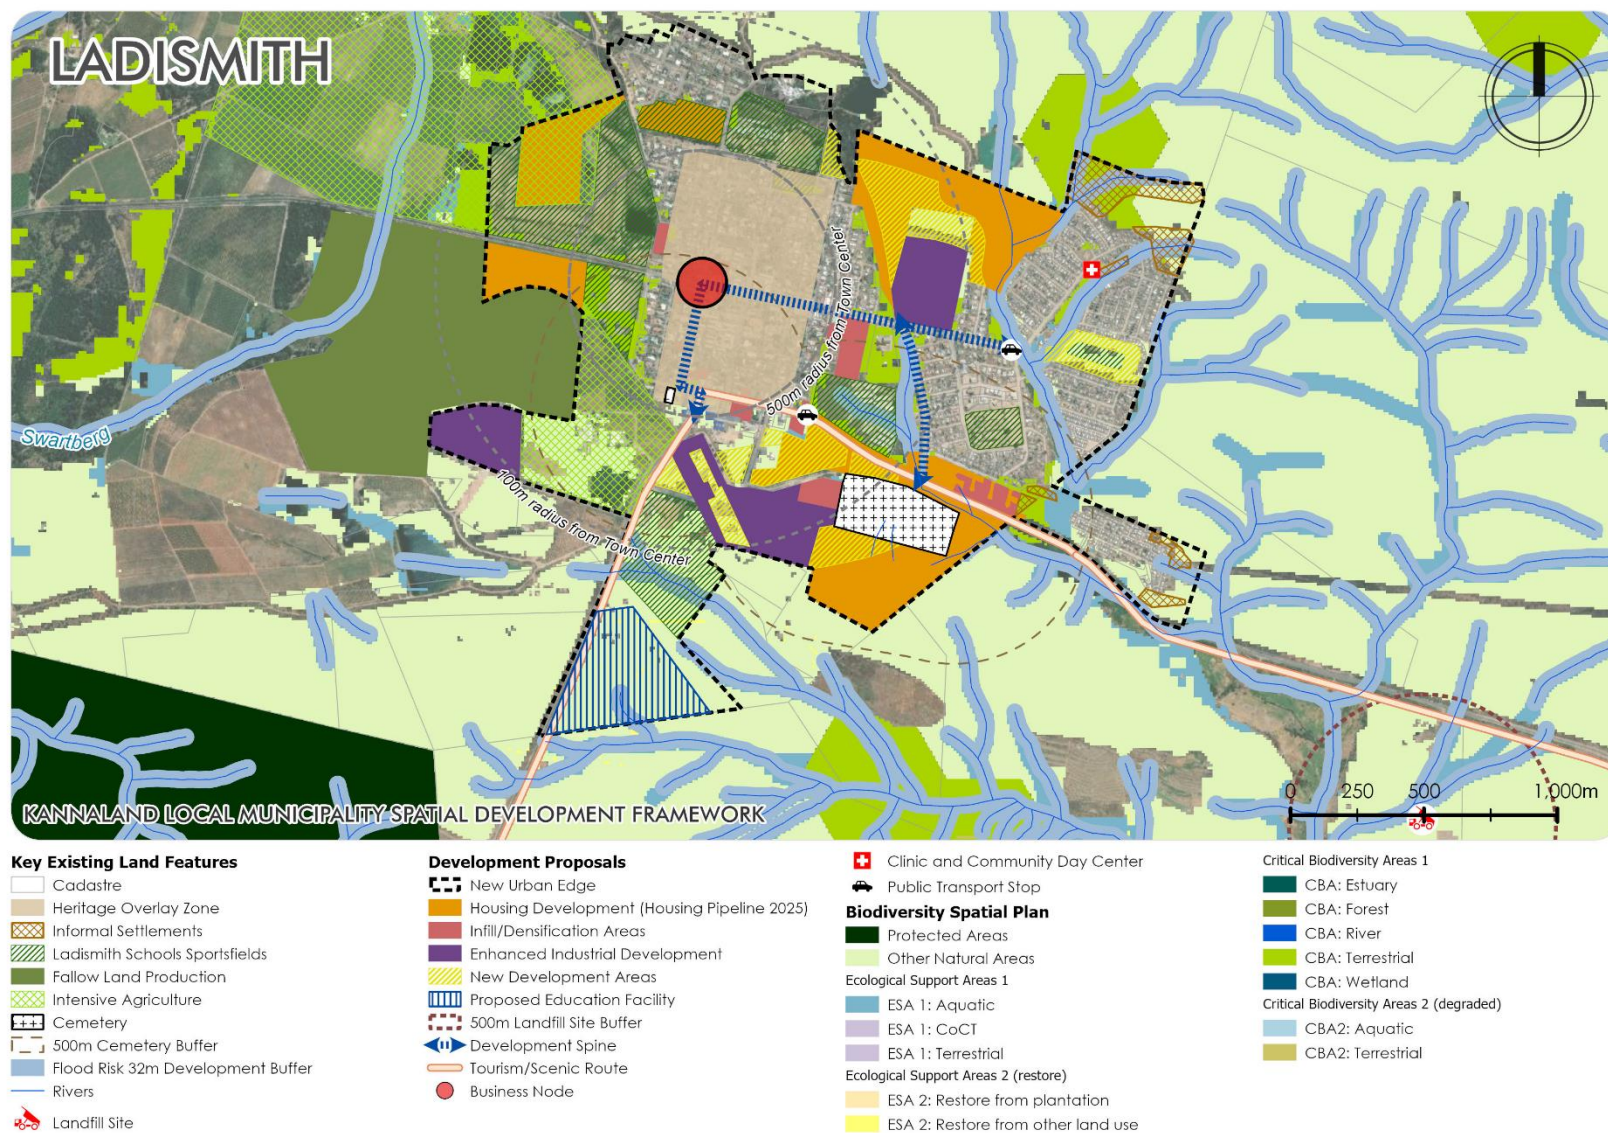 LADISMITH
500m radius from Town Center
Swartberg
100m radius from Town Center
0 250 500 1 000m
KANNALAND LOCAL MUNICIPALITY SPATIAL DEVELOPMENT FRAMEWORK
Key Existing Land Features
Cadastre
Heritage Overlay Zone
Informal Settlements
Ladismith Schools Sportsfields
Fallow Land Production
Intensive Agriculture
Cemetery
500m Cemetery Buffer
Flood Risk 32m Development Buffer
Rivers
Landfill Site
Development Proposals
New Urban Edge
Housing Development (Housing Pipeline 2025)
Infill/Densification Areas
Enhanced Industrial Development
New Development Areas
Proposed Education Facility
500m Landfill Site Buffer
Development Spine
Tourism/Scenic Route
Business Node
Clinic and Community Day Center
Public Transport Stop
Biodiversity Spatial Plan
Protected Areas
Other Natural Areas
Ecological Support Areas 1
ESA 1: Aquatic
ESA 1: CoCT
ESA 1: Terrestrial
Ecological Support Areas 2 (restore)
ESA 2: Restore from plantation
ESA 2: Restore from other land use
Critical Biodiversity Areas 1
CBA: Estuary
CBA: Forest
CBA: River
CBA: Terrestrial
CBA: Wetland
Critical Biodiversity Areas 2 (degraded)
CBA2: Aquatic
CBA2: Terrestrial